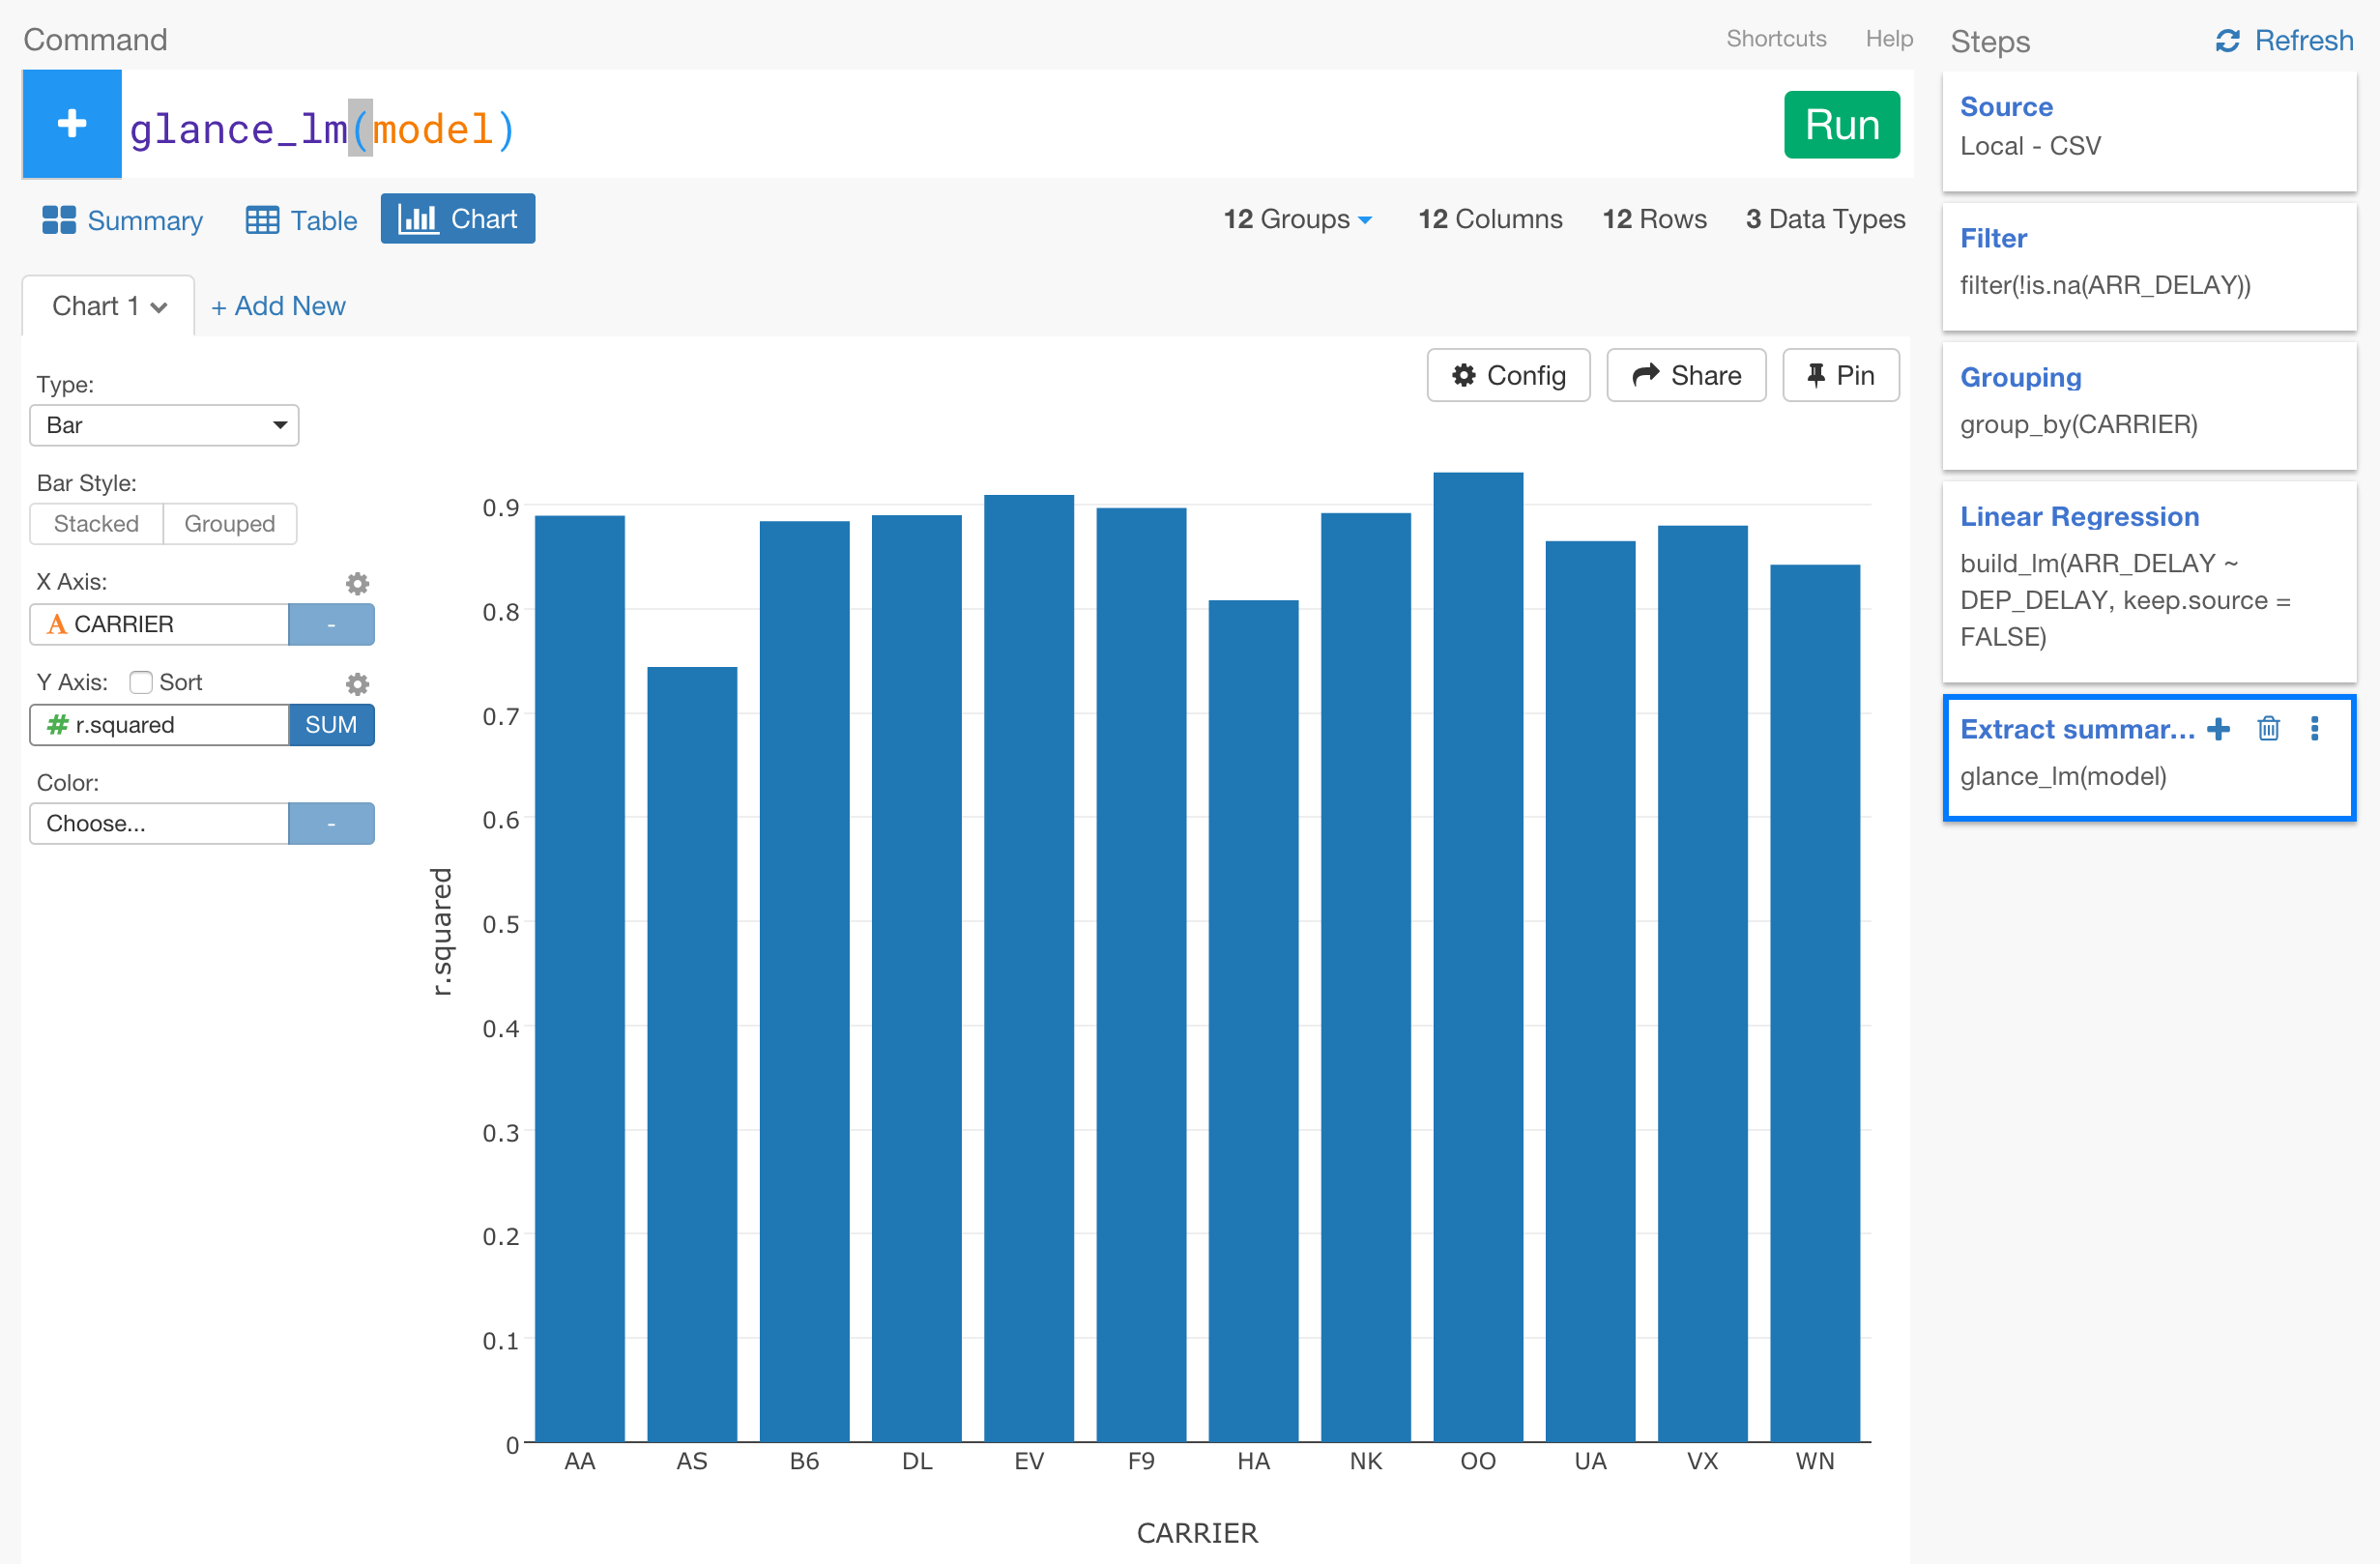 Command
Shortcuts Help
glance_lm(model)
Run
Summary Table Chart
12 Groups 12 Columns 12 Rows 3 Data Types
Chart 1 + Add New
Config Share Pin
Type:
Bar
Bar Style:
Stacked Grouped
X Axis:
A CARRIER -
Y Axis: Sort
# r.squared SUM
Color:
Choose... -
r.squared
0.9
0.8
0.7
0.6
0.5
0.4
0.3
0.2
0.1
0
AA AS B6 DL EV F9 HA NK OO UA VX WN
CARRIER
Steps Refresh
Source
Local - CSV
Filter
filter(!is.na(ARR_DELAY))
Grouping
group_by(CARRIER)
Linear Regression
build_lm(ARR_DELAY ~
DEP_DELAY, keep.source =
FALSE)
Extract summar...
glance_lm(model)